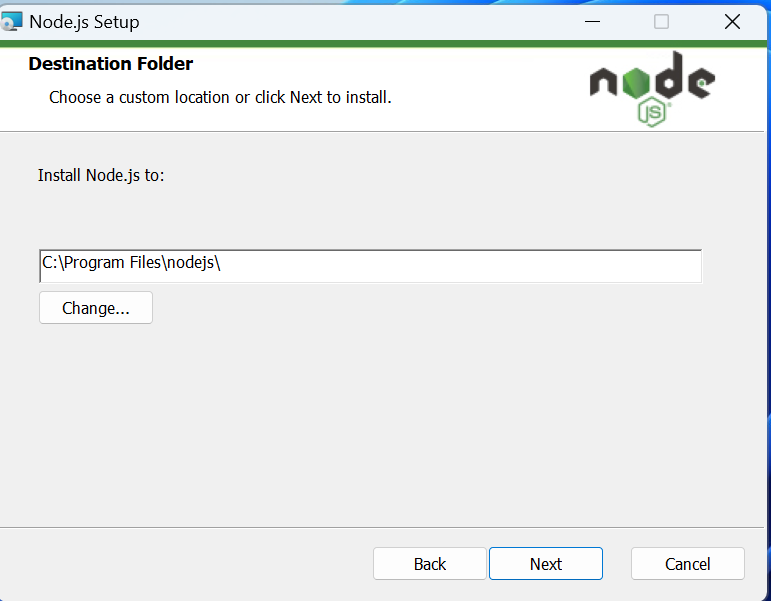 Node.js Setup
Destination Folder
Choose a custom location or click Next to install.
node
JS
Install Node.js to:
C:\Program Files\nodejs\
Change...
Back
Next
Cancel